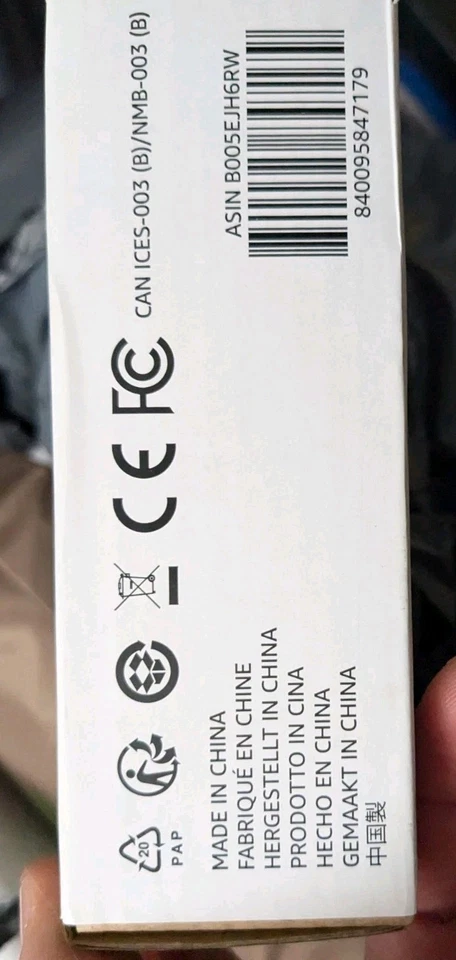 CAN ICES-003 (B)/NMB-003 (B)
ASIN B005EJH6RW
840095847179
FC
CE
20
PAP
MADE IN CHINA
FABRIQUÉ EN CHINE
HERGESTELLT IN CHINA
PRODOTTO IN CINA
HECHO EN CHINA
GEMAAKT IN CHINA
中国製